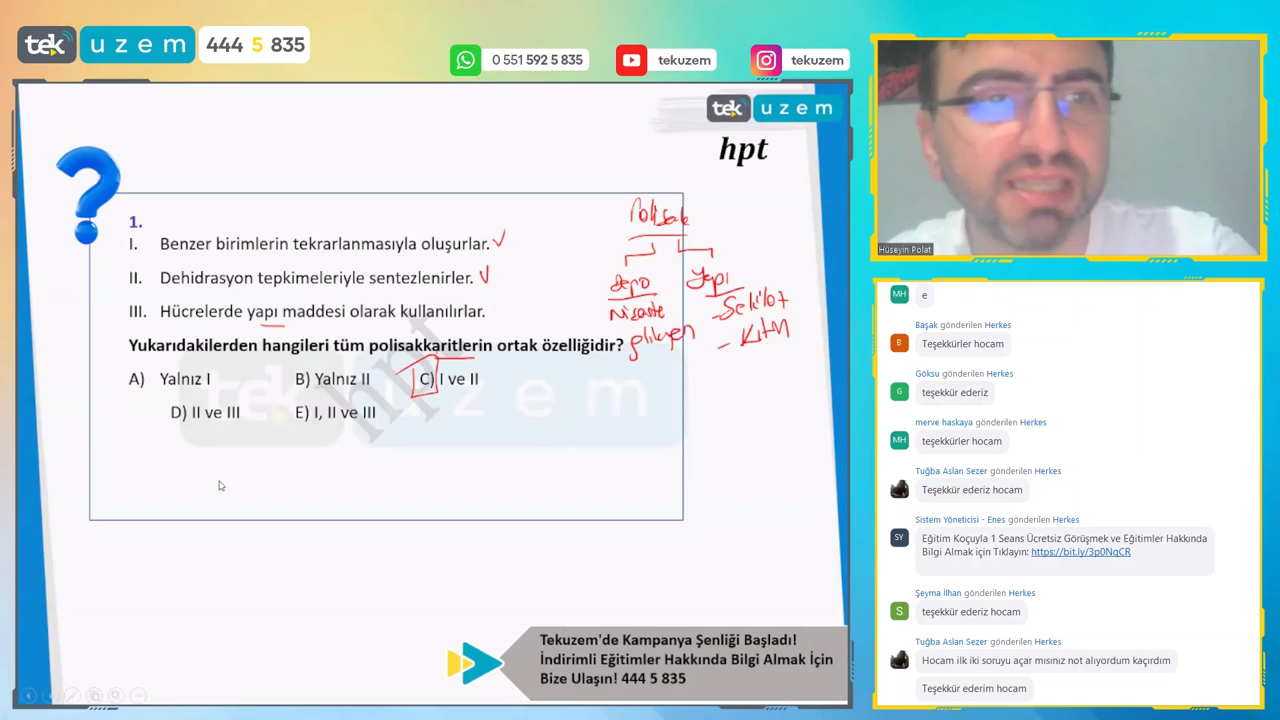 tek uzem 444 5 835
0 551 592 5 835
tekuzem
tekuzem
tek uzem
hpt
1.
I. Benzer birimlerin tekrarlanmasıyla oluşurlar.
II. Dehidrasyon tepkimeleriyle sentezlenirler.
III. Hücrelerde yapı maddesi olarak kullanılırlar.
Yukarıdakilerden hangileri tüm polisakkaritlerin ortak özelliğidir?
A) Yalnız I B) Yalnız II C) I ve II
D) II ve III E) I, II ve III
tek uzem
hpt
Polisak
depo Yapı
Nişasta - Selüloz
glikojen - Kitin
Tekuzem'de Kampanya Şenliği Başladı!
İndirimli Eğitimler Hakkında Bilgi Almak İçin
Bize Ulaşın! 444 5 835
Hüseyin Polat
MH e
Başak gönderilen Herkes
B Teşekkürler hocam
Göksu gönderilen Herkes
G teşekkür ederiz
merve haskaya gönderilen Herkes
MH teşekkürler hocam
Tuğba Aslan Sezer gönderilen Herkes
Teşekkür ederiz hocam
Sistem Yöneticisi - Enes gönderilen Herkes
SY Eğitim Koçuyla 1 Seans Ücretsiz Görüşmek ve Eğitimler Hakkında
Bilgi Almak için Tıklayın: https://bit.ly/3p0NqCR
Şeyma İlhan gönderilen Herkes
S teşekkür ederiz hocam
Tuğba Aslan Sezer gönderilen Herkes
Hocam ilk iki soruyu açar mısınız not alıyordum kaçırdım
Teşekkür ederim hocam